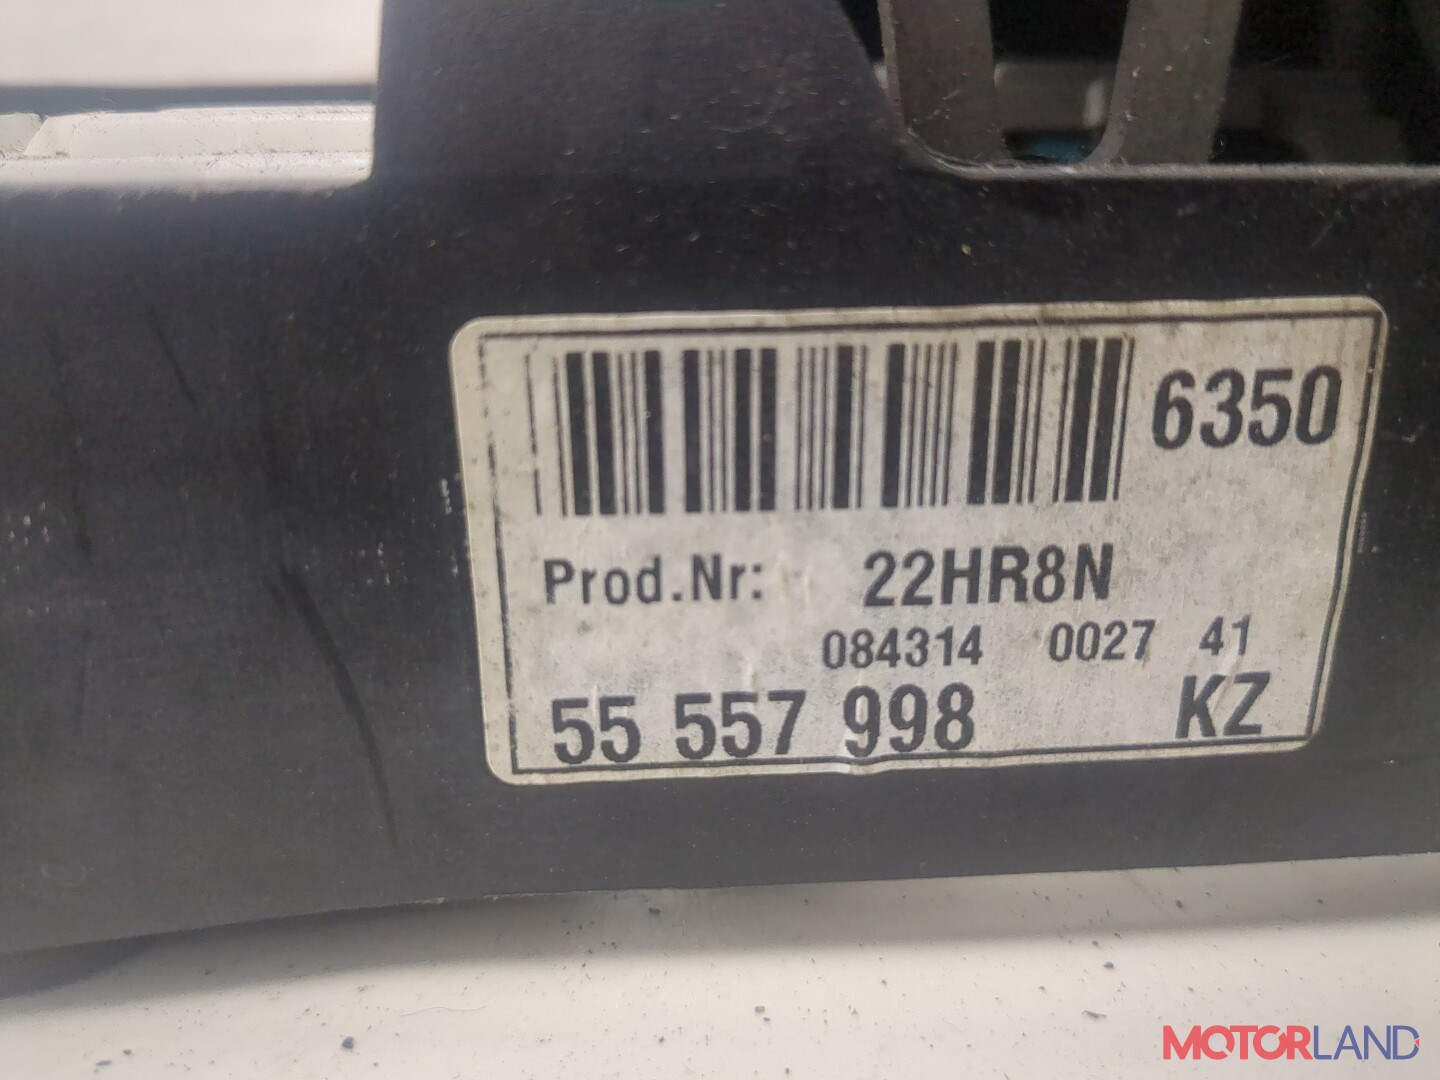 6350
Prod.Nr: 22HR8N
084314 0027 41
55 557 998 KZ
MOTORLAND